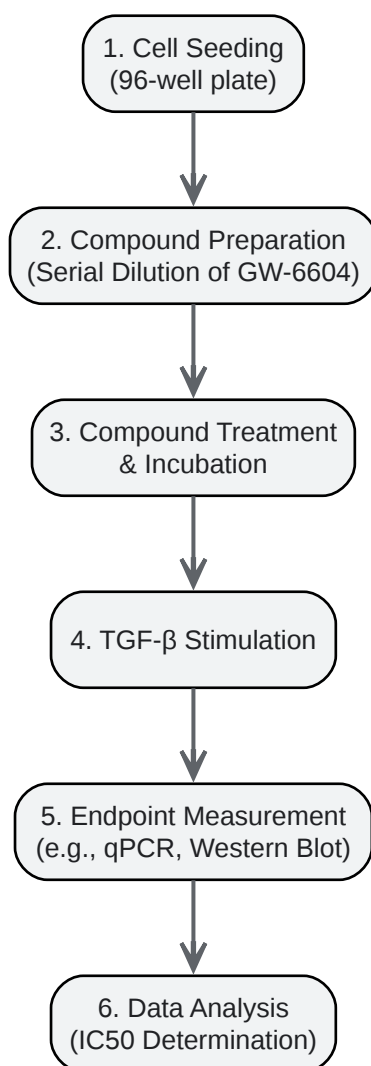 1. Cell Seeding
(96-well plate)
2. Compound Preparation
(Serial Dilution of GW-6604)
3. Compound Treatment
& Incubation
4. TGF-β Stimulation
5. Endpoint Measurement
(e.g., qPCR, Western Blot)
6. Data Analysis
(IC50 Determination)